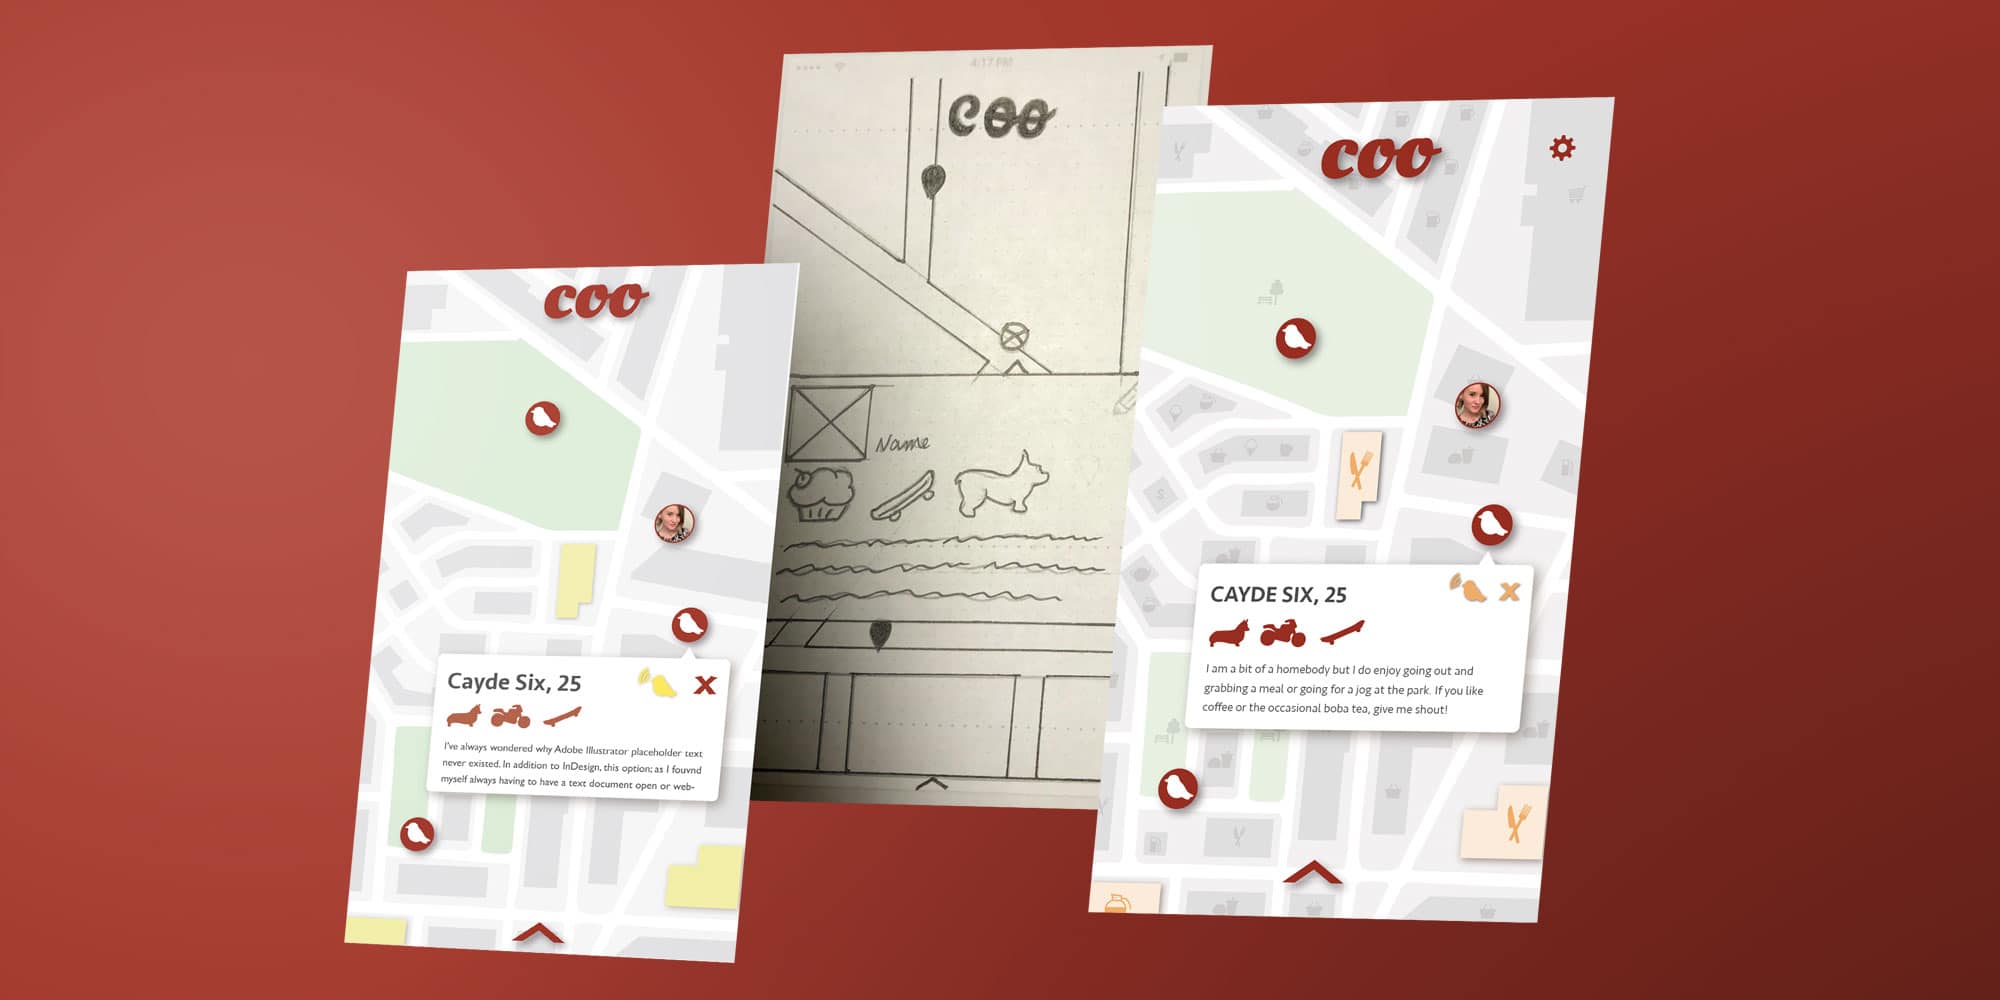 coo
Cayde Six, 25
I've always wondered why Adobe Illustrator placeholder text
never existed. In addition to InDesign, this option; as I fouvnd
myself always having to have a text document open or web-
4:17 PM
coo
Name
coo
CAYDE SIX, 25
I am a bit of a homebody but I do enjoy going out and
grabbing a meal or going for a jog at the park. If you like
coffee or the occasional boba tea, give me shout!
$